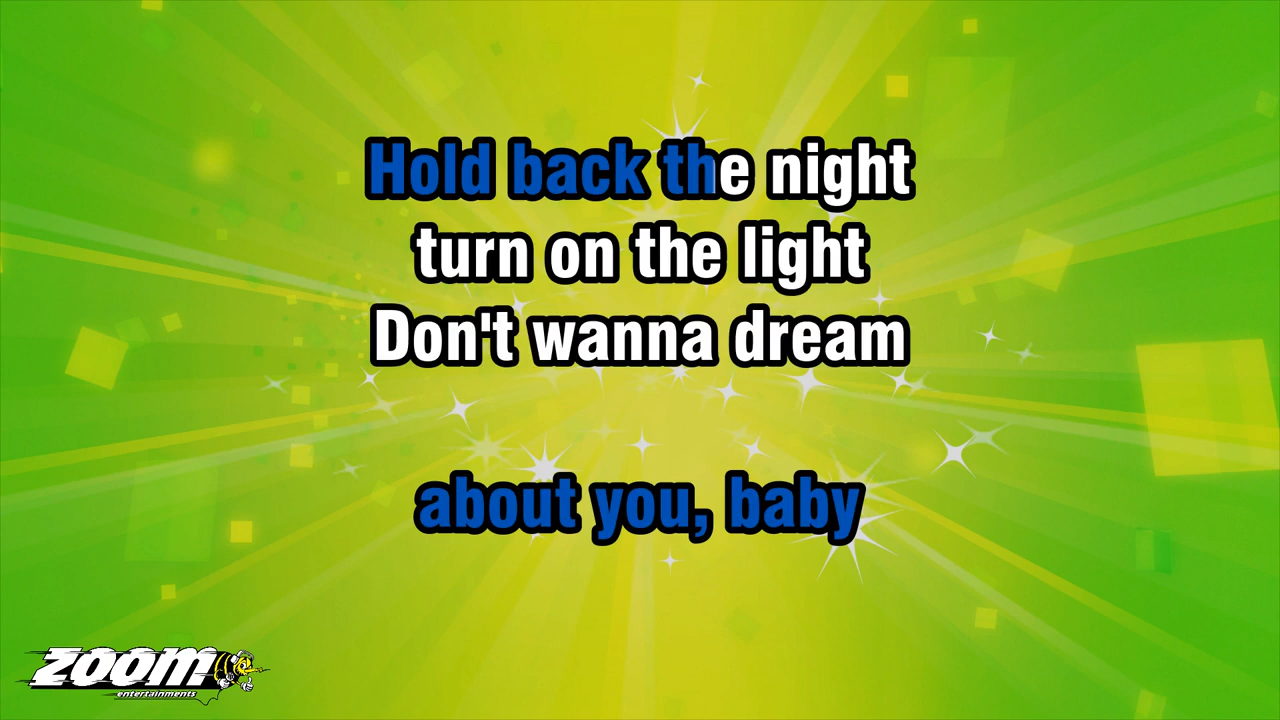 Hold back the night
turn on the light
Don't wanna dream
about you, baby
ZOOM
entertainments